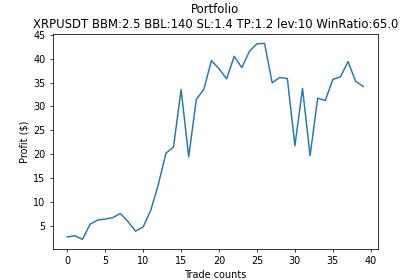 Portfolio
XRPUSDT BBM:2.5 BBL:140 SL:1.4 TP:1.2 lev:10 WinRatio:65.0
45
40
35
30
25
20
15
10
5
Profit ($)
0 5 10 15 20 25 30 35 40
Trade counts